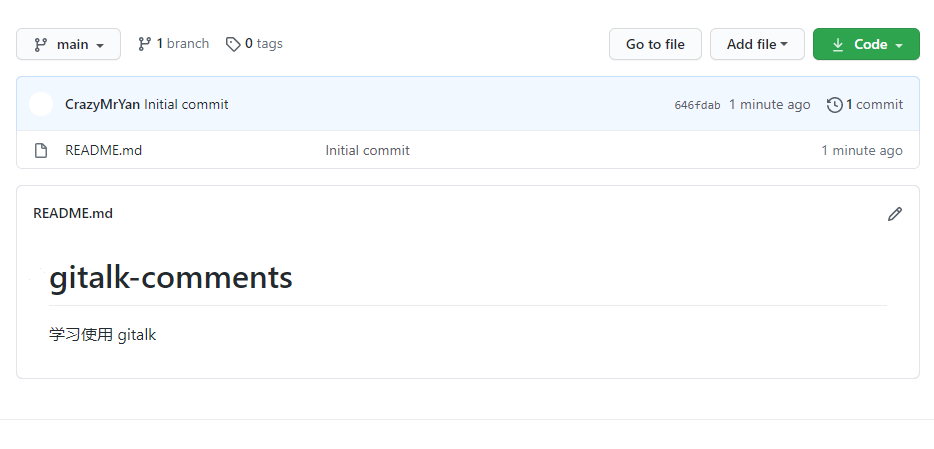 main 1 branch 0 tags Go to file Add file Code
CrazyMrYan Initial commit 646fdab 1 minute ago 1 commit
README.md Initial commit 1 minute ago
README.md
gitalk-comments
学习使用 gitalk